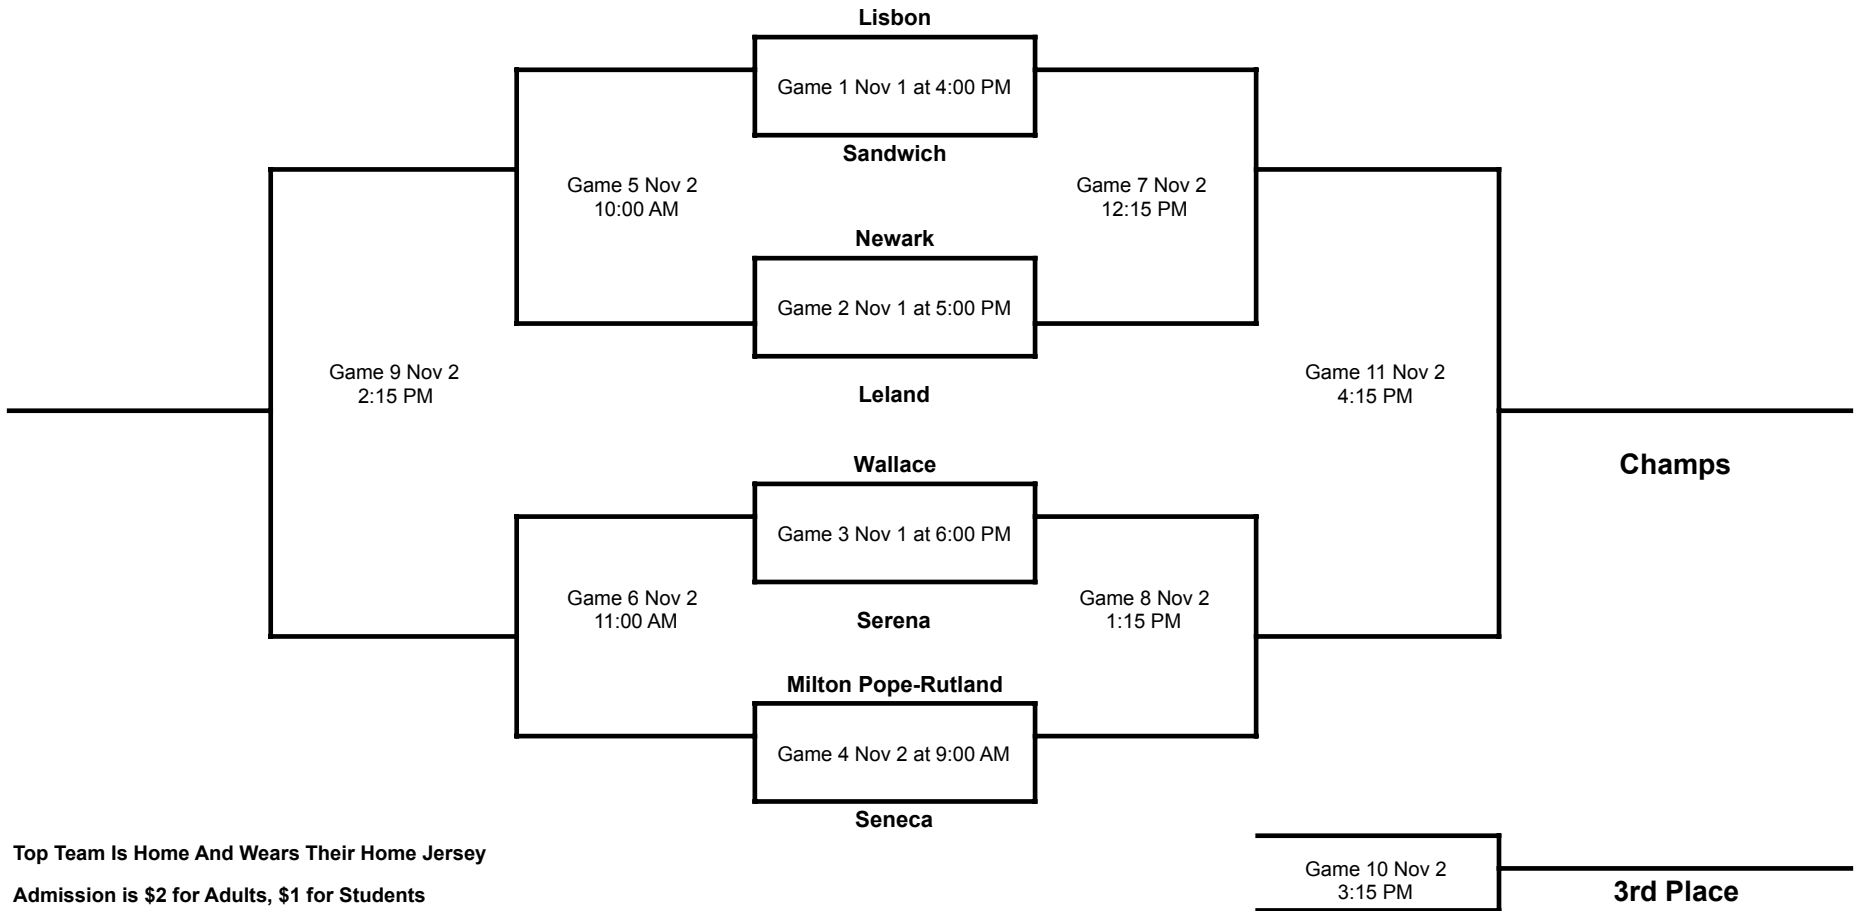 Lisbon
Game 1 Nov 1 at 4:00 PM
Sandwich
Game 5 Nov 2
10:00 AM
Game 7 Nov 2
12:15 PM
Newark
Game 2 Nov 1 at 5:00 PM
Game 9 Nov 2
2:15 PM
Leland
Game 11 Nov 2
4:15 PM
Wallace
Champs
Game 3 Nov 1 at 6:00 PM
Game 6 Nov 2
11:00 AM
Serena
Game 8 Nov 2
1:15 PM
Milton Pope-Rutland
Game 4 Nov 2 at 9:00 AM
Seneca
Top Team Is Home And Wears Their Home Jersey
Admission is $2 for Adults, $1 for Students
Game 10 Nov 2
3:15 PM
3rd Place